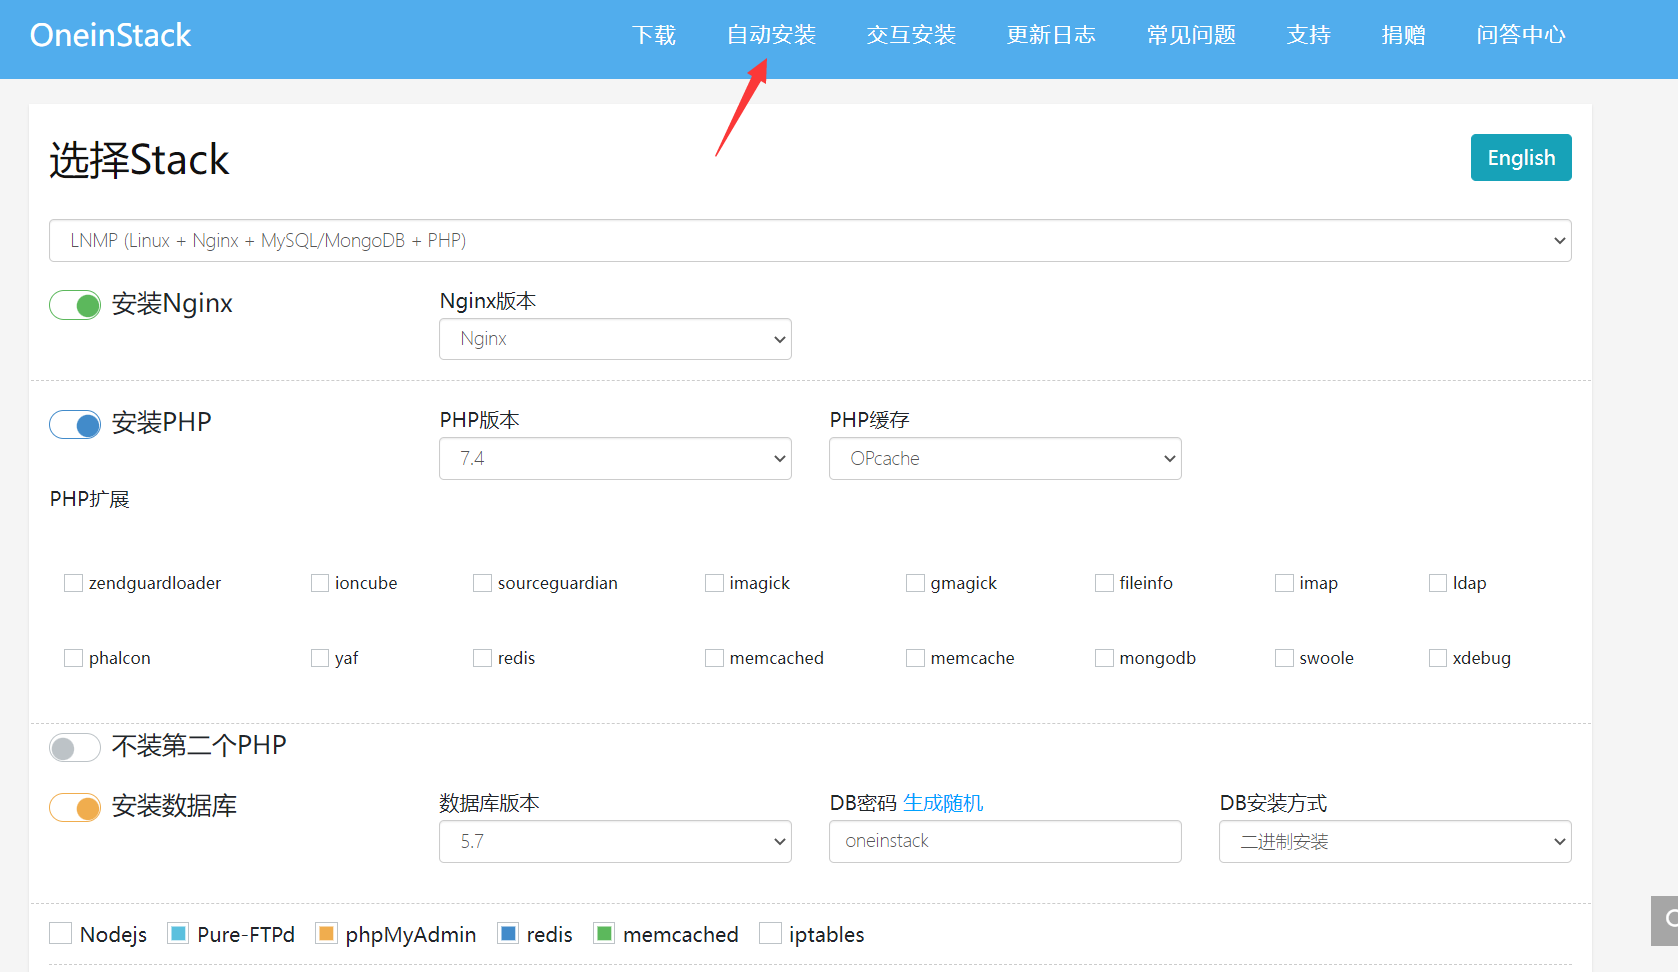 OneinStack 下载 自动安装 交互安装 更新日志 常见问题 支持 捐赠 问答中心
选择Stack English
LNMP (Linux + Nginx + MySQL/MongoDB + PHP)
安装Nginx Nginx版本
Nginx
安装PHP PHP版本 PHP缓存
7.4 OPcache
PHP扩展
zendguardloader ioncube sourceguardian imagick gmagick fileinfo imap ldap
phalcon yaf redis memcached memcache mongodb swoole xdebug
不装第二个PHP
安装数据库 数据库版本 DB密码 生成随机 DB安装方式
5.7 oneinstack 二进制安装
Nodejs Pure-FTPd phpMyAdmin redis memcached iptables